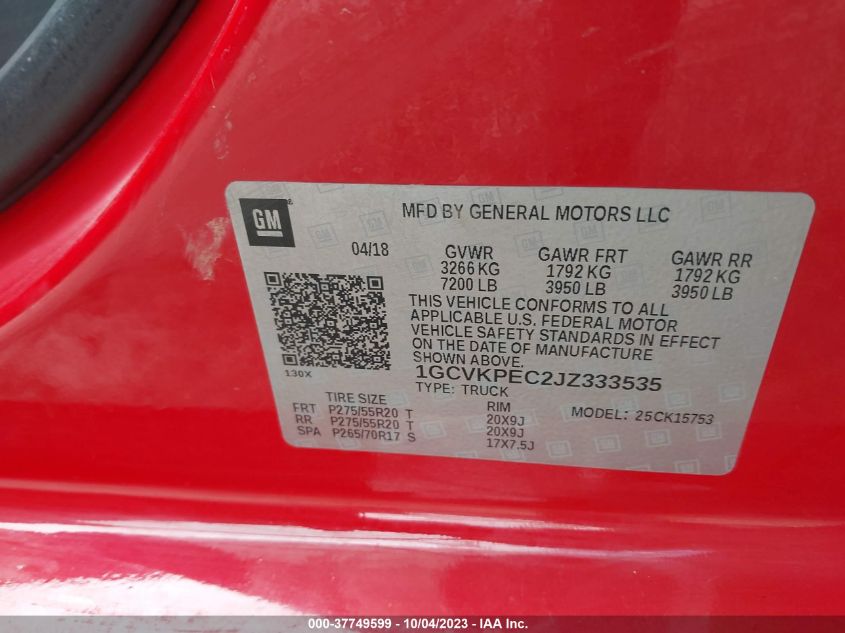 GM
MFD BY GENERAL MOTORS LLC
04/18
GVWR GAWR FRT GAWR RR
3266 KG 1792 KG 1792 KG
7200 LB 3950 LB 3950 LB
THIS VEHICLE CONFORMS TO ALL
APPLICABLE U.S. FEDERAL MOTOR
VEHICLE SAFETY STANDARDS IN EFFECT
ON THE DATE OF MANUFACTURE
SHOWN ABOVE.
130X
1GCVKPEC2JZ333535
TYPE: TRUCK
TIRE SIZE RIM MODEL: 25CK15753
FRT P275/55R20 T 20X9J
RR P275/55R20 T 20X9J
SPA P265/70R17 S 17X7.5J
000-37749599 - 10/04/2023 - IAA Inc.